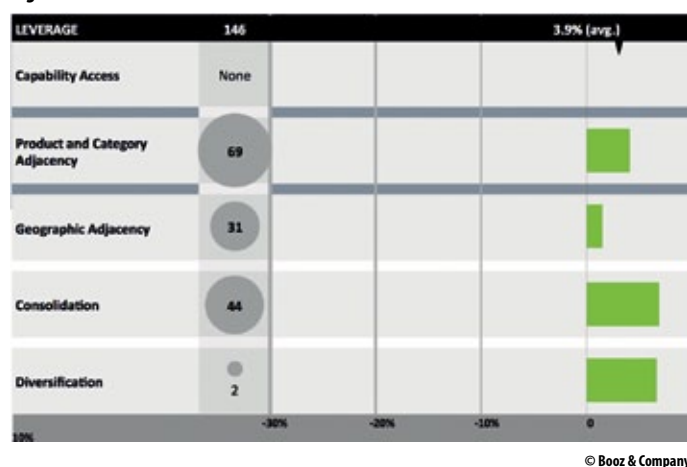 LEVERAGE 146 3.9% (avg.)
Capability Access None
Product and Category
Adjacency
69
Geographic Adjacency 31
Consolidation 44
Diversification
2
-30% -20% -10% 0
10%
© Booz & Company